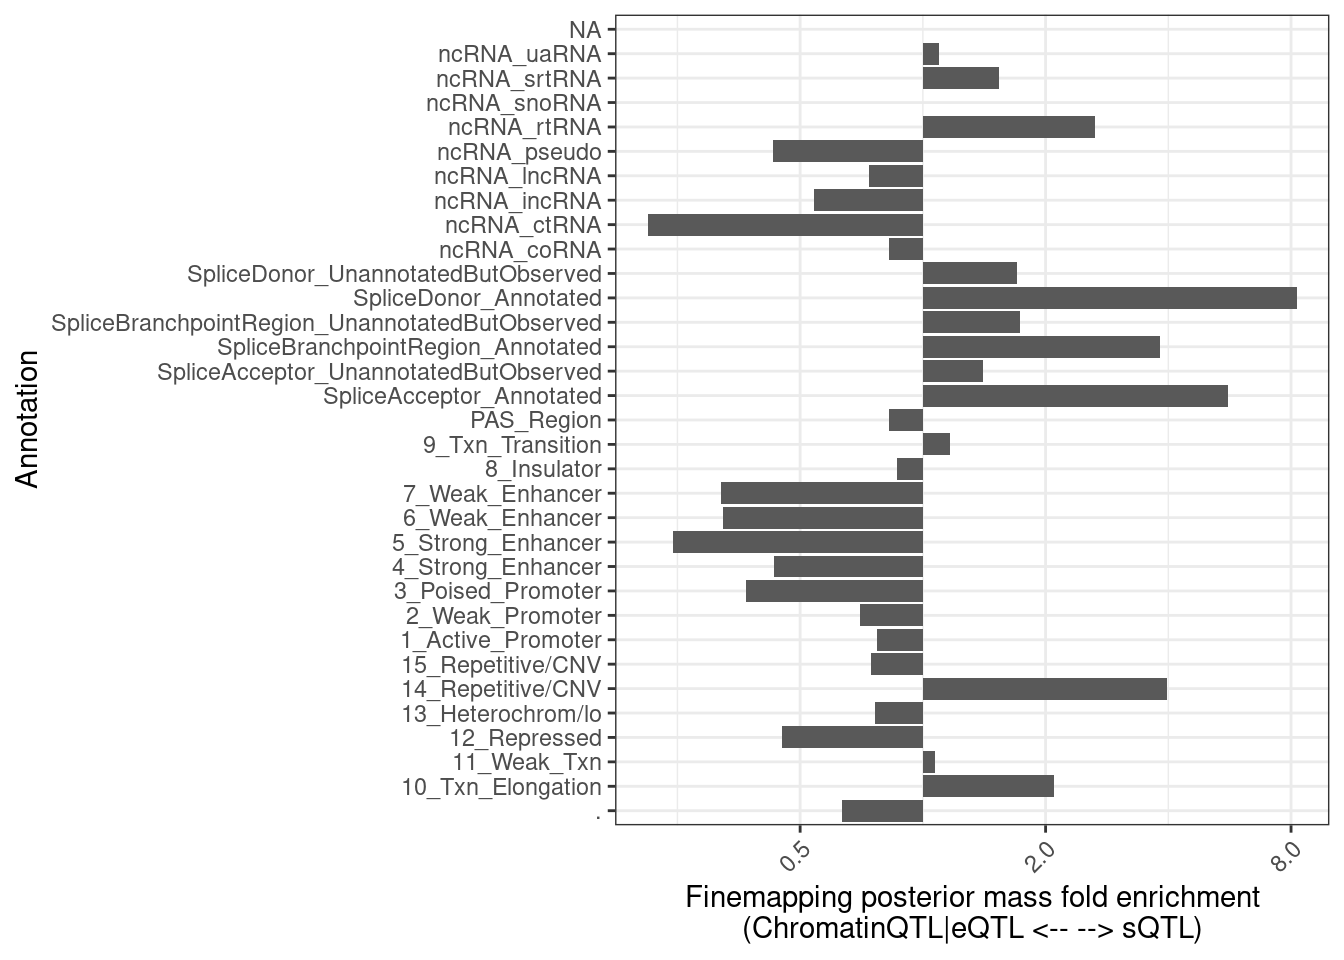 NA
ncRNA_uaRNA
ncRNA_srtRNA
ncRNA_snoRNA
ncRNA_rtRNA
ncRNA_pseudo
ncRNA_lncRNA
ncRNA_incRNA
ncRNA_ctRNA
ncRNA_coRNA
SpliceDonor_UnannotatedButObserved
SpliceDonor_Annotated
SpliceBranchpointRegion_UnannotatedButObserved
SpliceBranchpointRegion_Annotated
SpliceAcceptor_UnannotatedButObserved
SpliceAcceptor_Annotated
PAS_Region
9_Txn_Transition
8_Insulator
7_Weak_Enhancer
6_Weak_Enhancer
5_Strong_Enhancer
4_Strong_Enhancer
3_Poised_Promoter
2_Weak_Promoter
1_Active_Promoter
15_Repetitive/CNV
14_Repetitive/CNV
13_Heterochrom/lo
12_Repressed
11_Weak_Txn
10_Txn_Elongation
.
Annotation
0.5
2.0
8.0
Finemapping posterior mass fold enrichment
(ChromatinQTL|eQTL <-- --> sQTL)